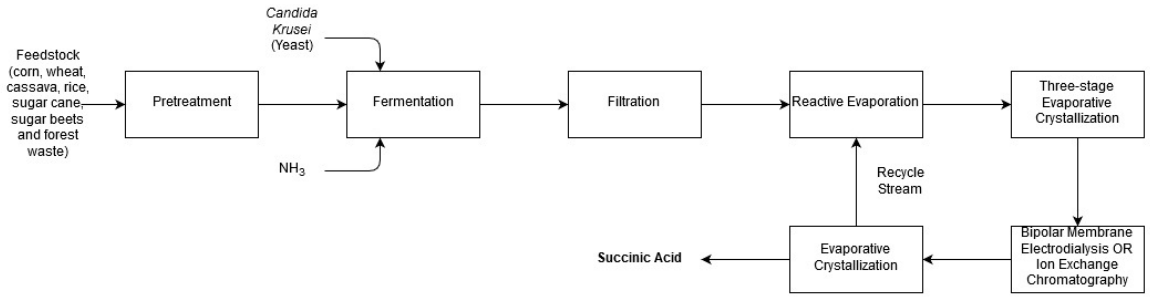 Feedstock
(corn, wheat,
cassava, rice,
sugar cane,
sugar beets
and forest
waste)
Pretreatment
Candida
Krusei
(Yeast)
Fermentation
NH3
Filtration
Reactive Evaporation
Three-stage
Evaporative
Crystallization
Recycle
Stream
Bipolar Membrane
Electrodialysis OR
Ion Exchange
Chromatography
Evaporative
Crystallization
Succinic Acid